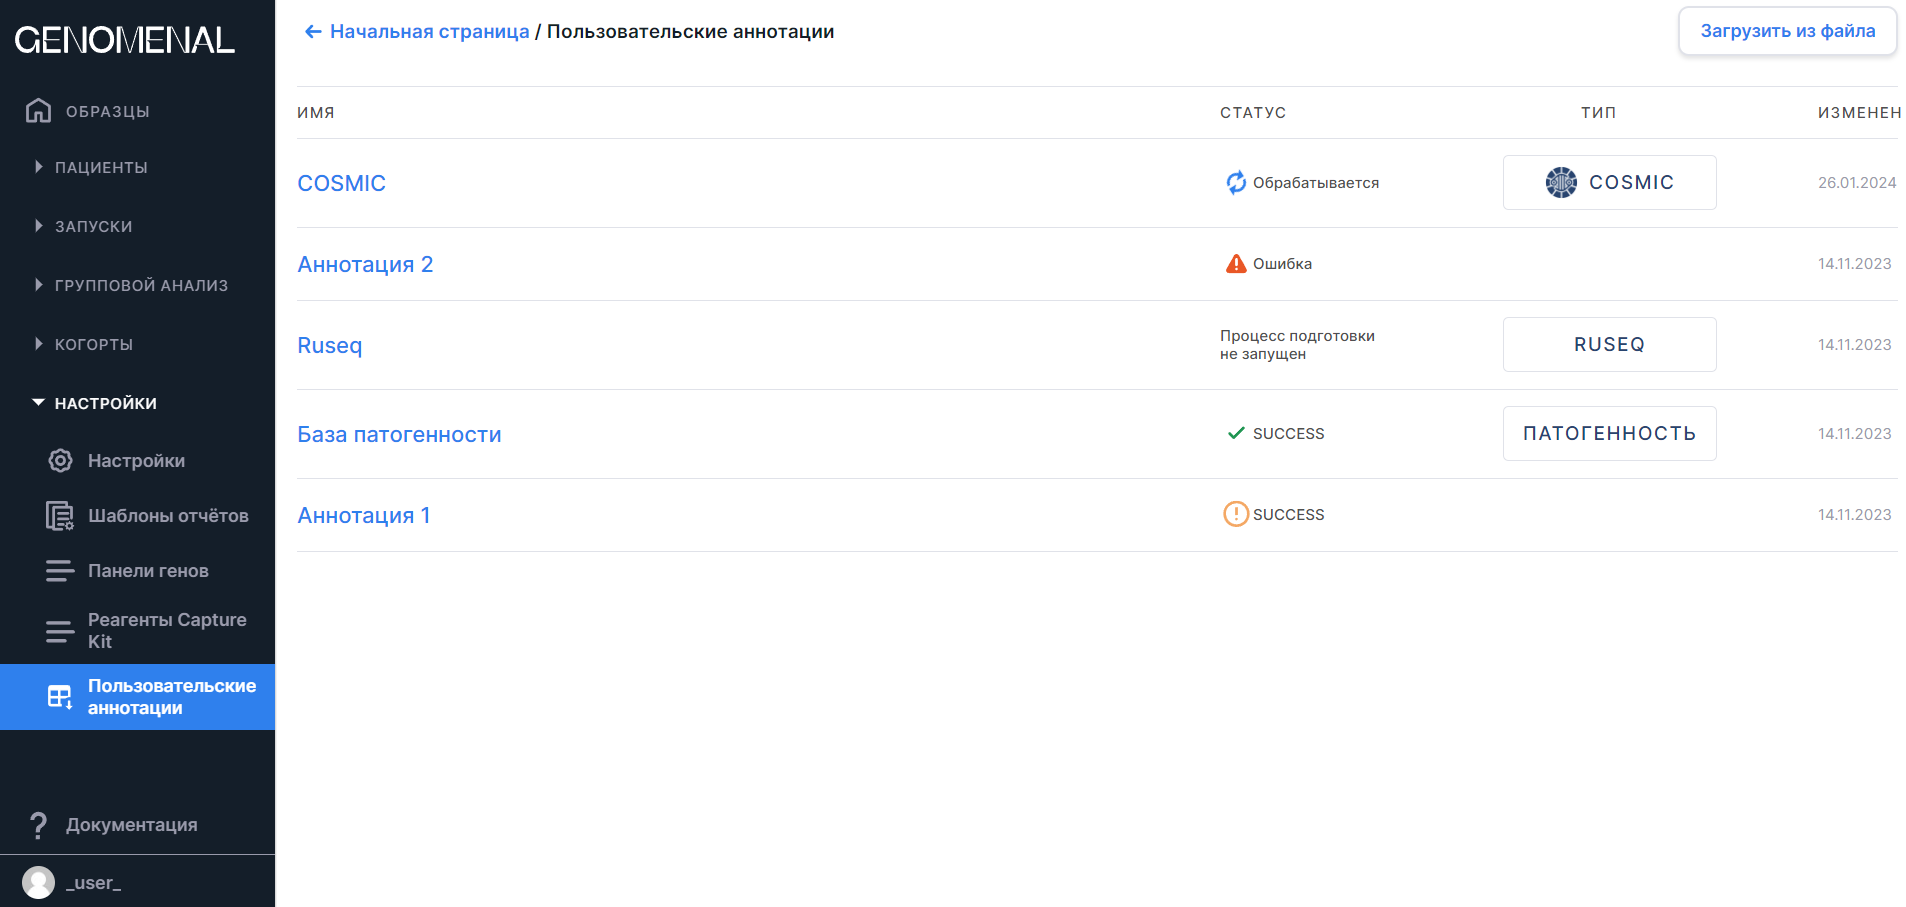 GENOMENAL
ОБРАЗЦЫ
ПАЦИЕНТЫ
ЗАПУСКИ
ГРУППОВОЙ АНАЛИЗ
КОГОРТЫ
НАСТРОЙКИ
Настройки
Шаблоны отчётов
Панели генов
Реагенты Capture
Kit
Пользовательские
аннотации
Документация
_user_
← Начальная страница / Пользовательские аннотации
Загрузить из файла
ИМЯ СТАТУС ТИП ИЗМЕНЕН
COSMIC Обрабатывается COSMIC 26.01.2024
Аннотация 2 Ошибка 14.11.2023
Ruseq Процесс подготовки
не запущен RUSEQ 14.11.2023
База патогенности SUCCESS ПАТОГЕННОСТЬ 14.11.2023
Аннотация 1 SUCCESS 14.11.2023